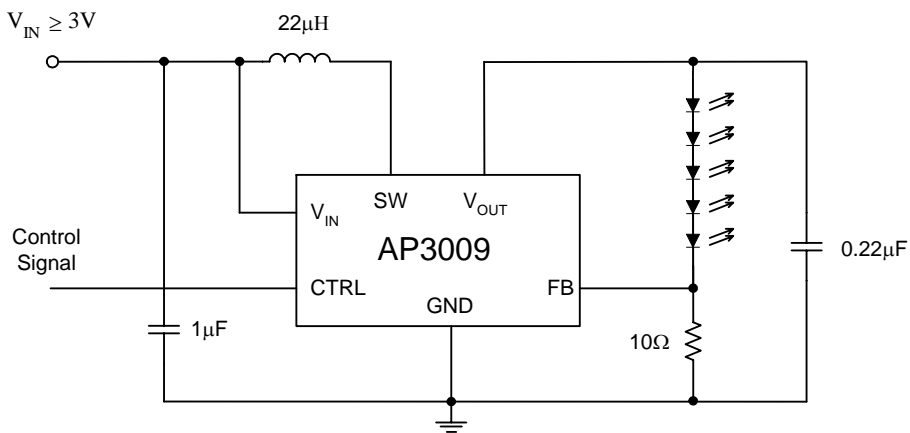 V_IN ≥ 3V
22μH
V_IN
SW
V_OUT
AP3009
Control
Signal
CTRL
FB
GND
0.22μF
1μF
10Ω